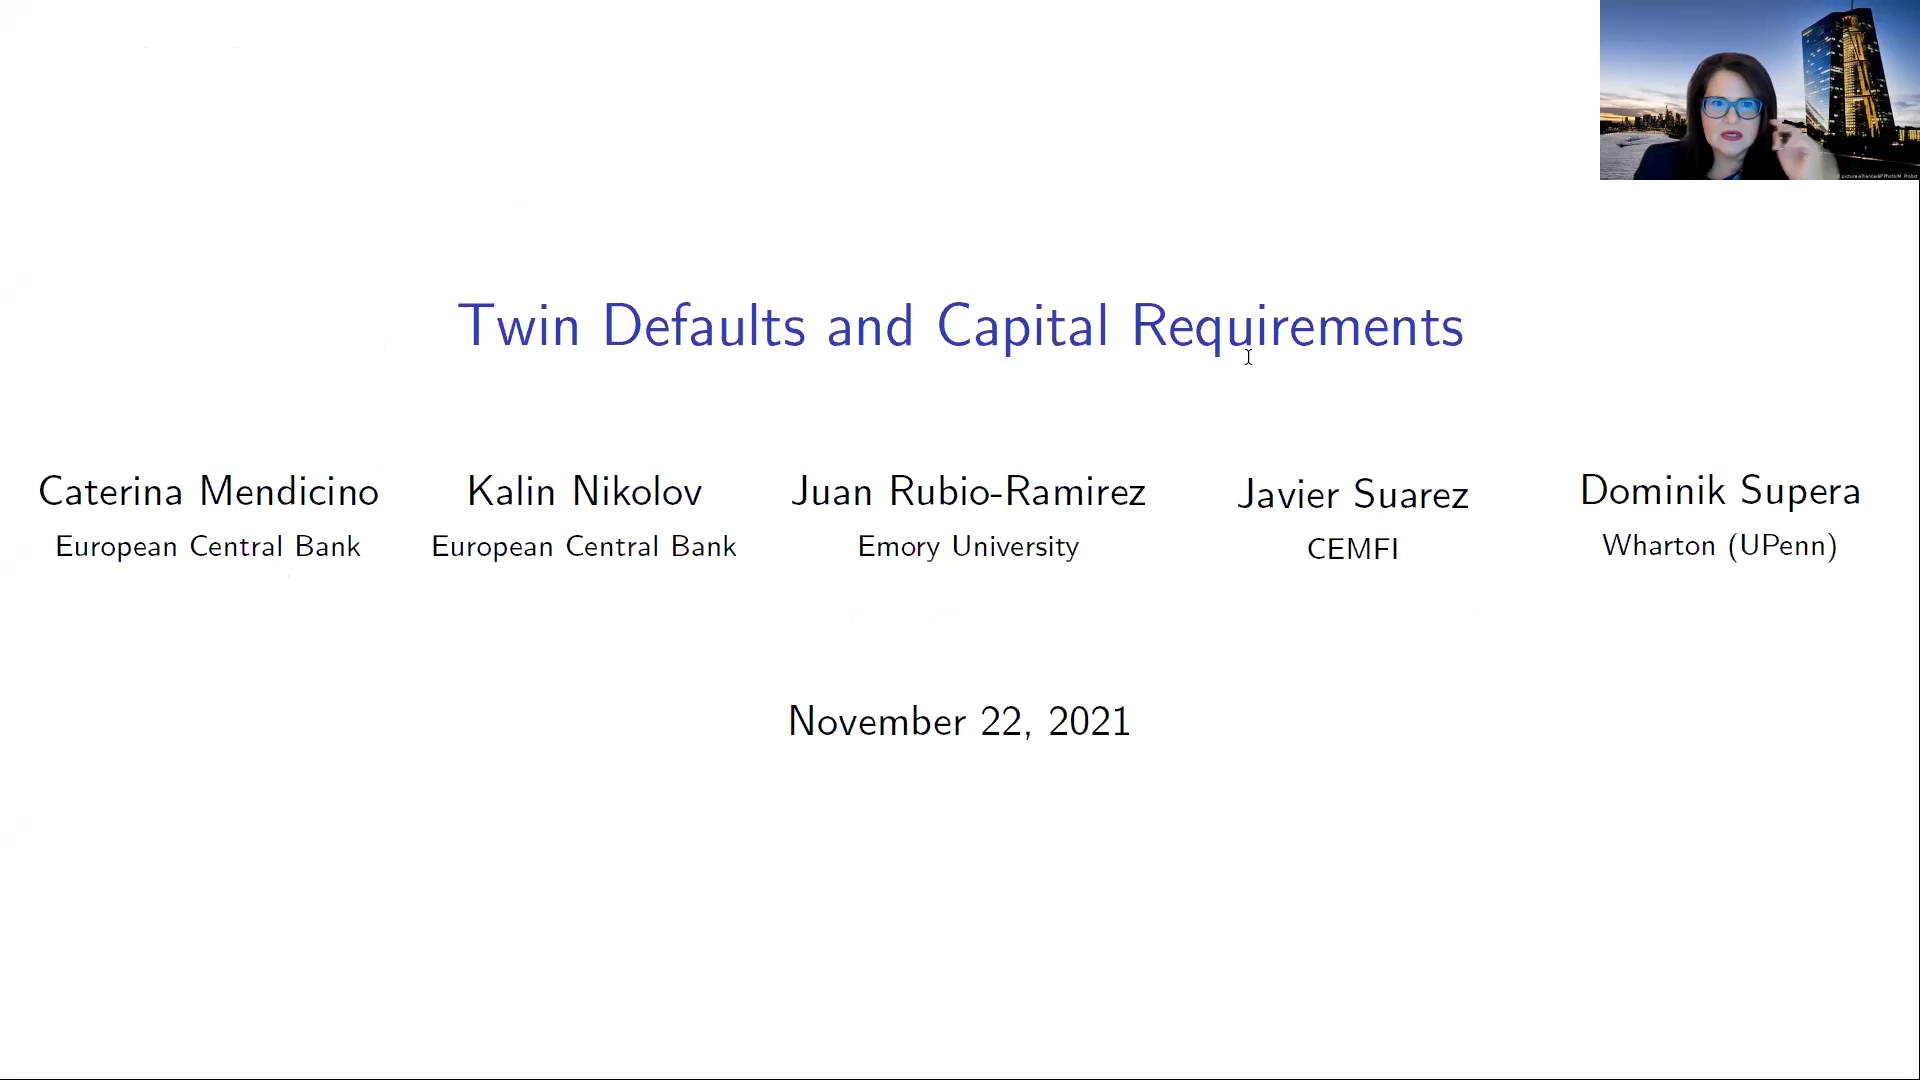 Twin Defaults and Capital Requirements
Caterina Mendicino
European Central Bank
Kalin Nikolov
European Central Bank
Juan Rubio-Ramirez
Emory University
Javier Suarez
CEMFI
Dominik Supera
Wharton (UPenn)
November 22, 2021